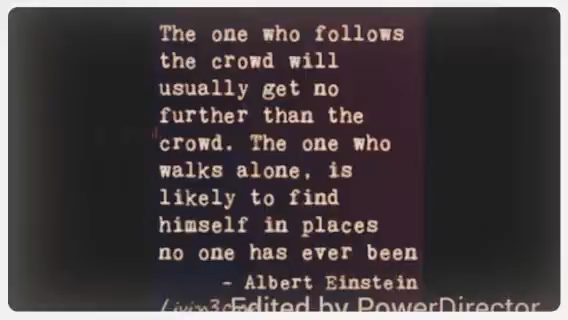 The one who follows
the crowd will
usually get no
further than the
crowd. The one who
walks alone, is
likely to find
himself in places
no one has ever been
- Albert Einstein
Edited by PowerDirector